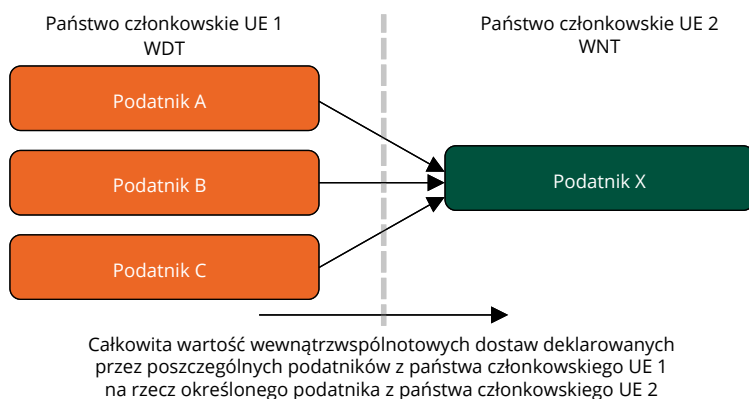 Państwo członkowskie UE 1
WDT
Państwo członkowskie UE 2
WNT
Podatnik A
Podatnik B
Podatnik C
Podatnik X
Całkowita wartość wewnątrzwspólnotowych dostaw deklarowanych
przez poszczególnych podatników z państwa członkowskiego UE 1
na rzecz określonego podatnika z państwa członkowskiego UE 2